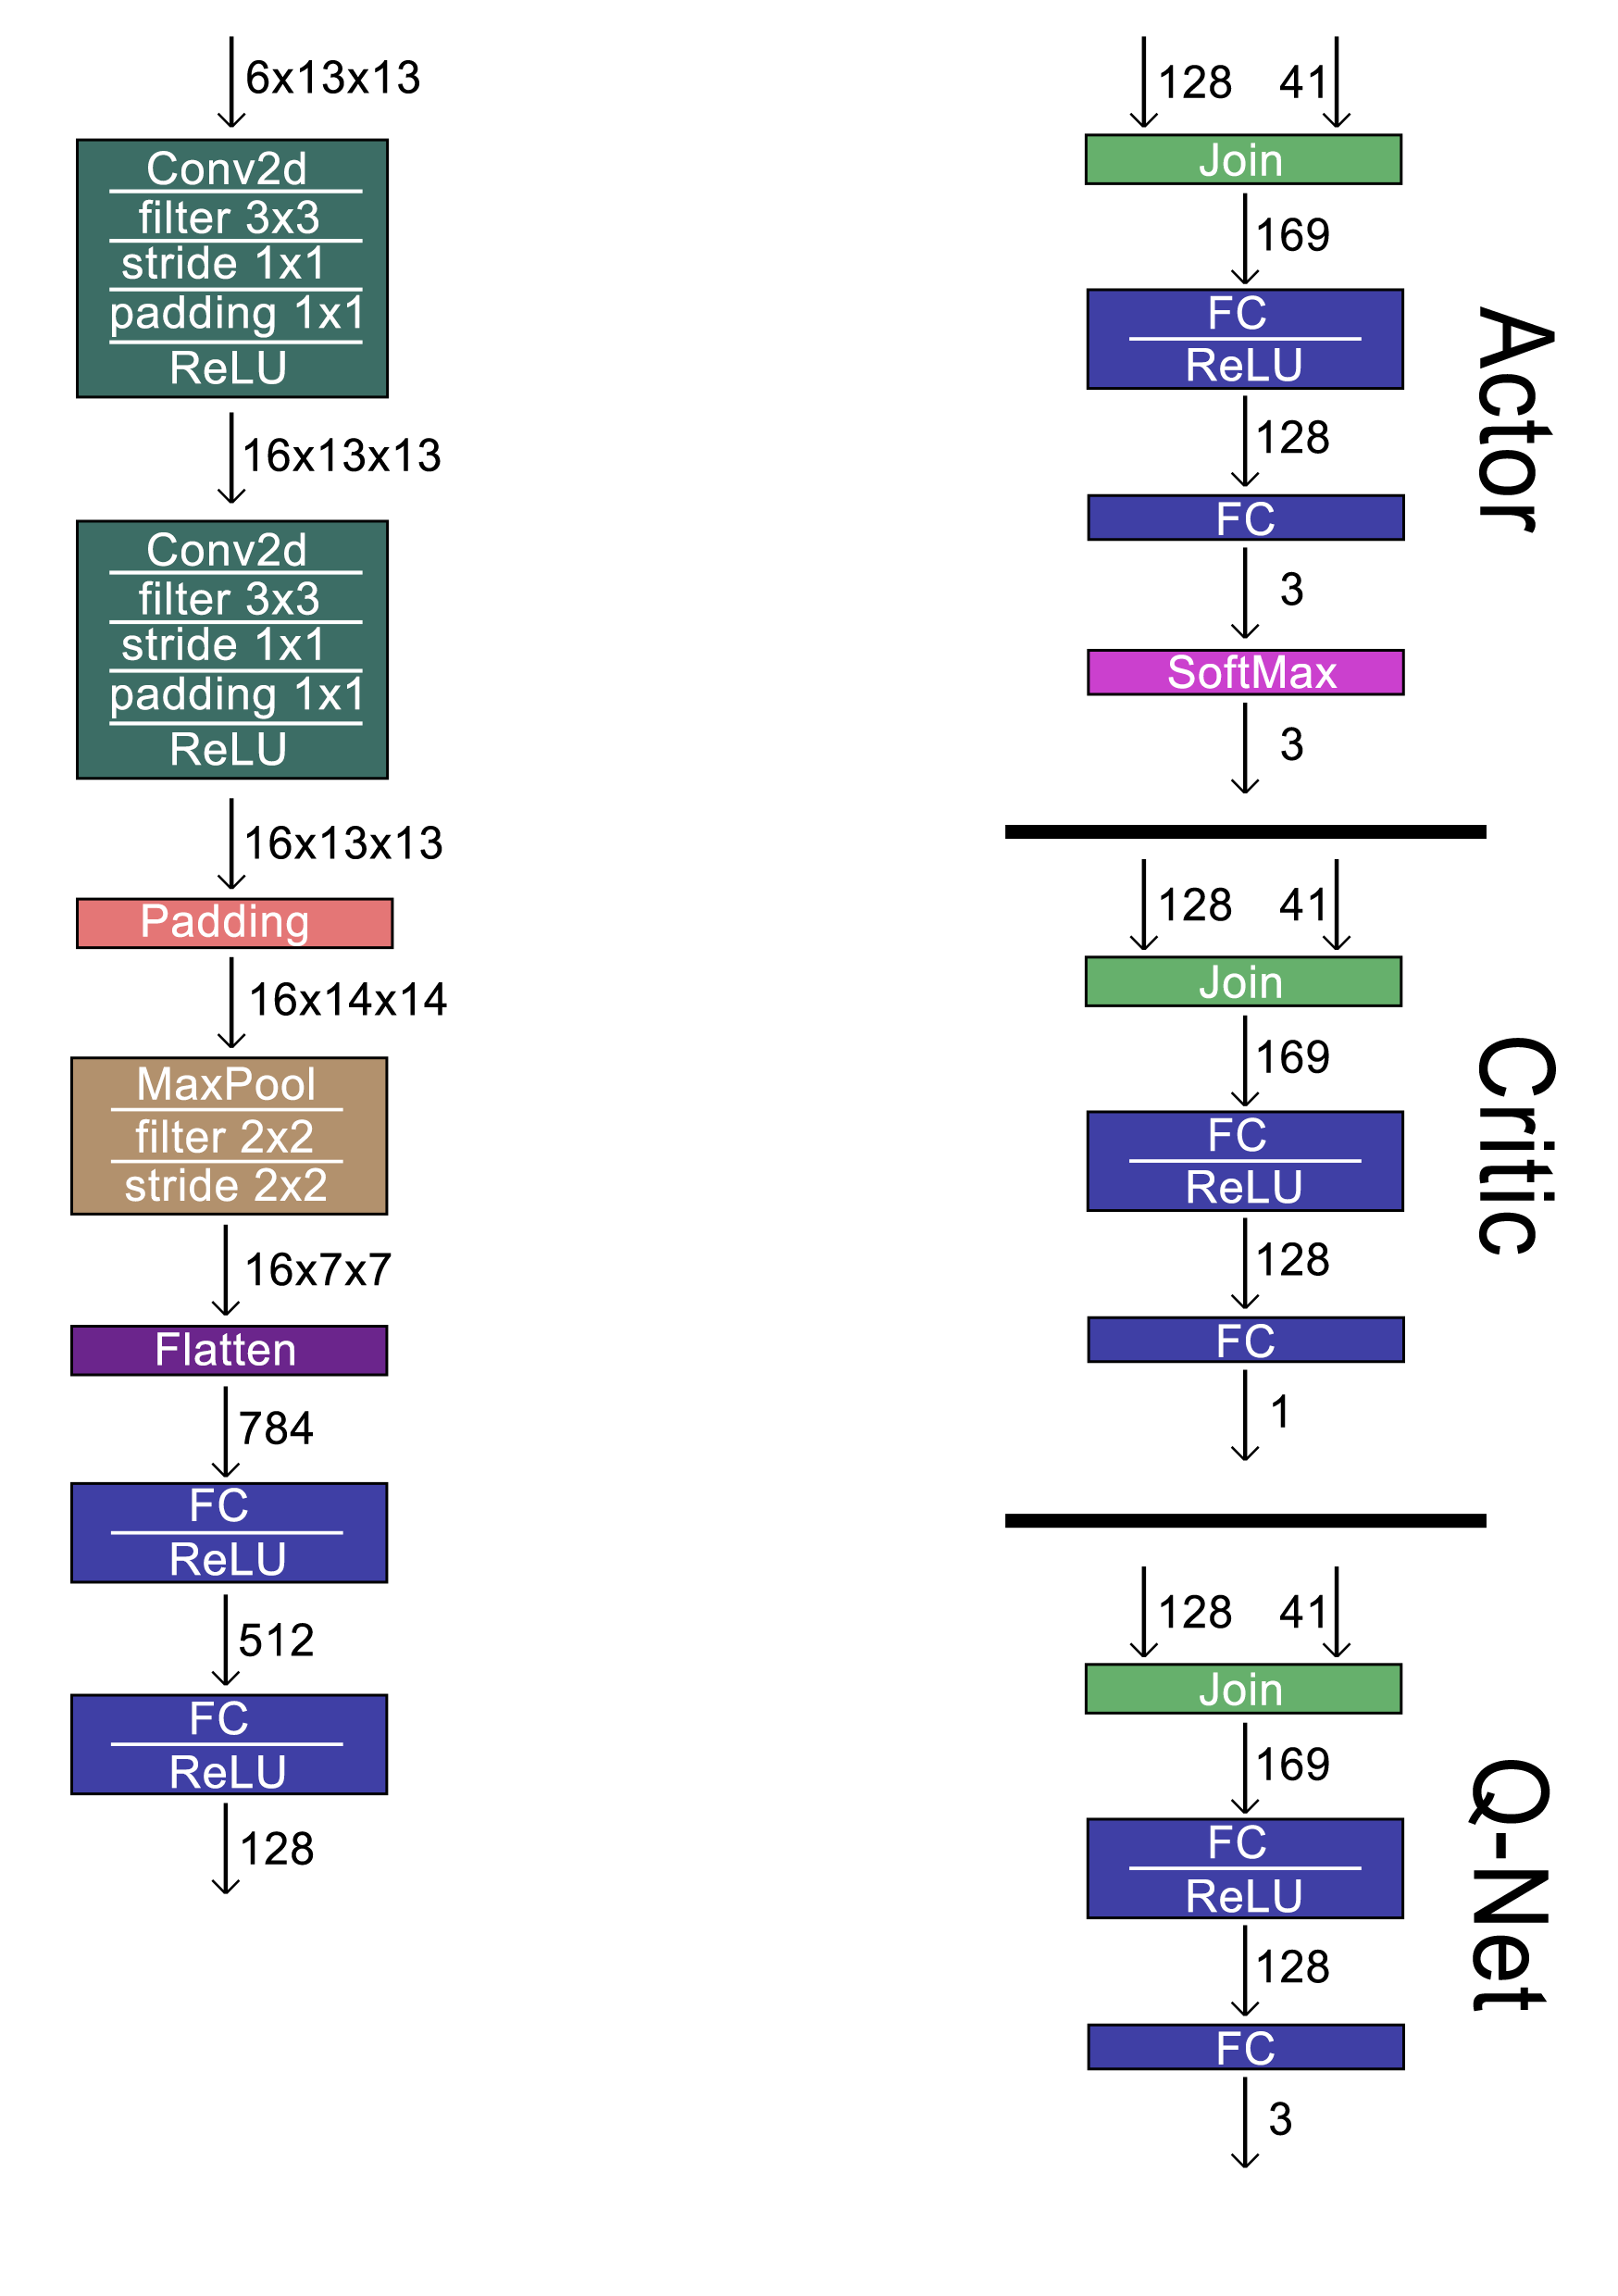 6x13x13
Conv2d
filter 3x3
stride 1x1
padding 1x1
ReLU
16x13x13
Conv2d
filter 3x3
stride 1x1
padding 1x1
ReLU
16x13x13
Padding
16x14x14
MaxPool
filter 2x2
stride 2x2
16x7x7
Flatten
784
FC
ReLU
512
FC
ReLU
128
128 41
Join
169
FC
ReLU
128
FC
3
SoftMax
3
Actor
128 41
Join
169
FC
ReLU
128
FC
1
Critic
128 41
Join
169
FC
ReLU
128
FC
3
Q-Net